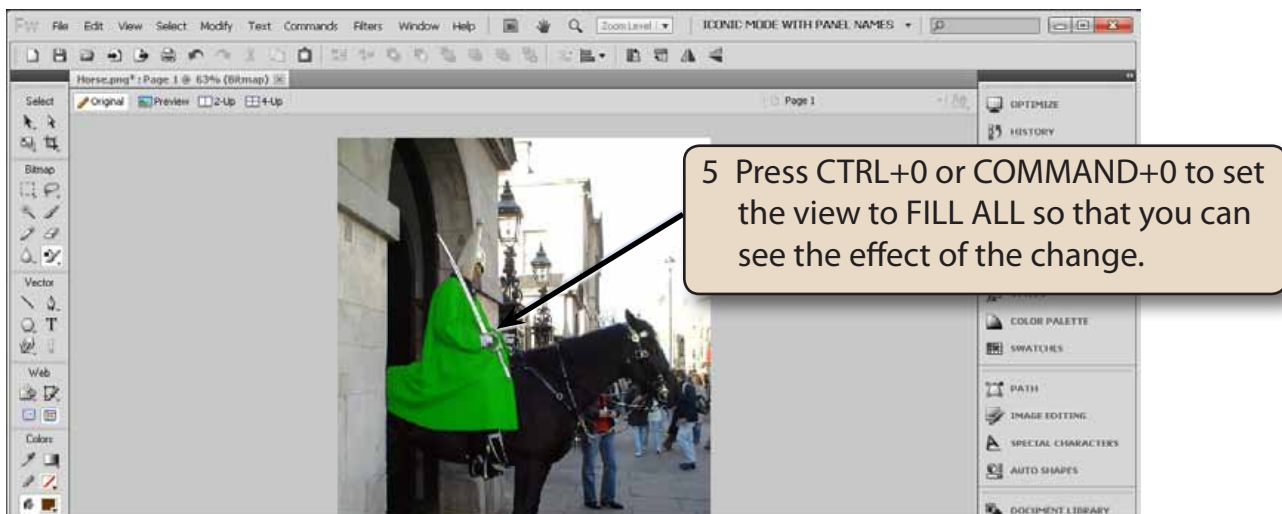 Fw File Edit View Select Modify Text Commands Filters Window Help Zoom Level ICONIC MODE WITH PANEL NAMES
Horse.png* : Page 1 @ 63% (Bitmap)
Select Original Preview 2-Up 4-Up Page 1
OPTIMIZE
HISTORY
Bitmap
5 Press CTRL+0 or COMMAND+0 to set
the view to FILL ALL so that you can
see the effect of the change.
Vector
COLOR PALETTE
SWATCHES
Web
PATH
IMAGE EDITING
Colors
SPECIAL CHARACTERS
AUTO SHAPES
DOCUMENT LIBRARY